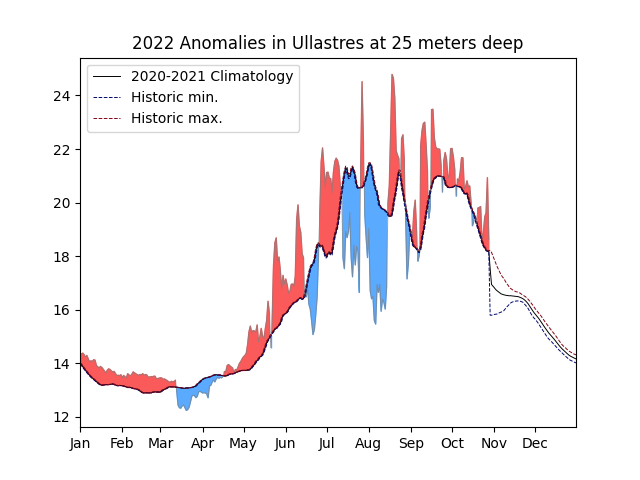 2022 Anomalies in Ullastres at 25 meters deep
2020-2021 Climatology
Historic min.
Historic max.
24
22
20
18
16
14
12
Jan Feb Mar Apr May Jun Jul Aug Sep Oct Nov Dec